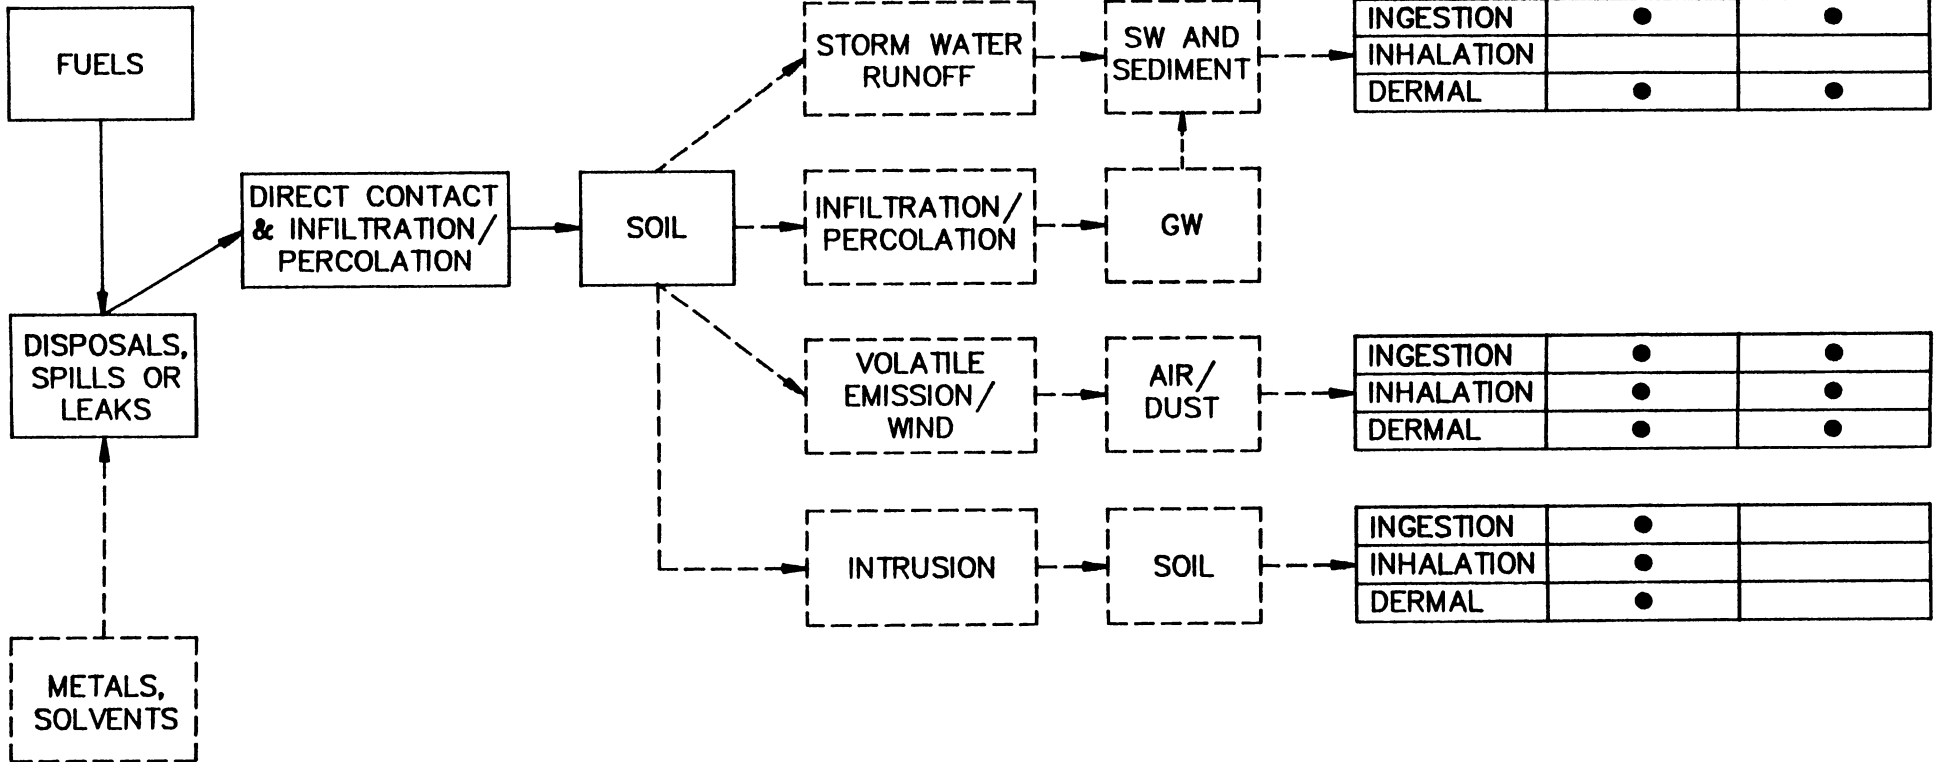 FUELS
DISPOSALS,
SPILLS OR
LEAKS
METALS,
SOLVENTS
DIRECT CONTACT
& INFILTRATION/
PERCOLATION
SOIL
STORM WATER
RUNOFF
SW AND
SEDIMENT
INGESTION ● ●
INHALATION
DERMAL ● ●
INFILTRATION/
PERCOLATION
GW
VOLATILE
EMISSION/
WIND
AIR/
DUST
INGESTION ● ●
INHALATION ● ●
DERMAL ● ●
INTRUSION
SOIL
INGESTION ●
INHALATION ●
DERMAL ●